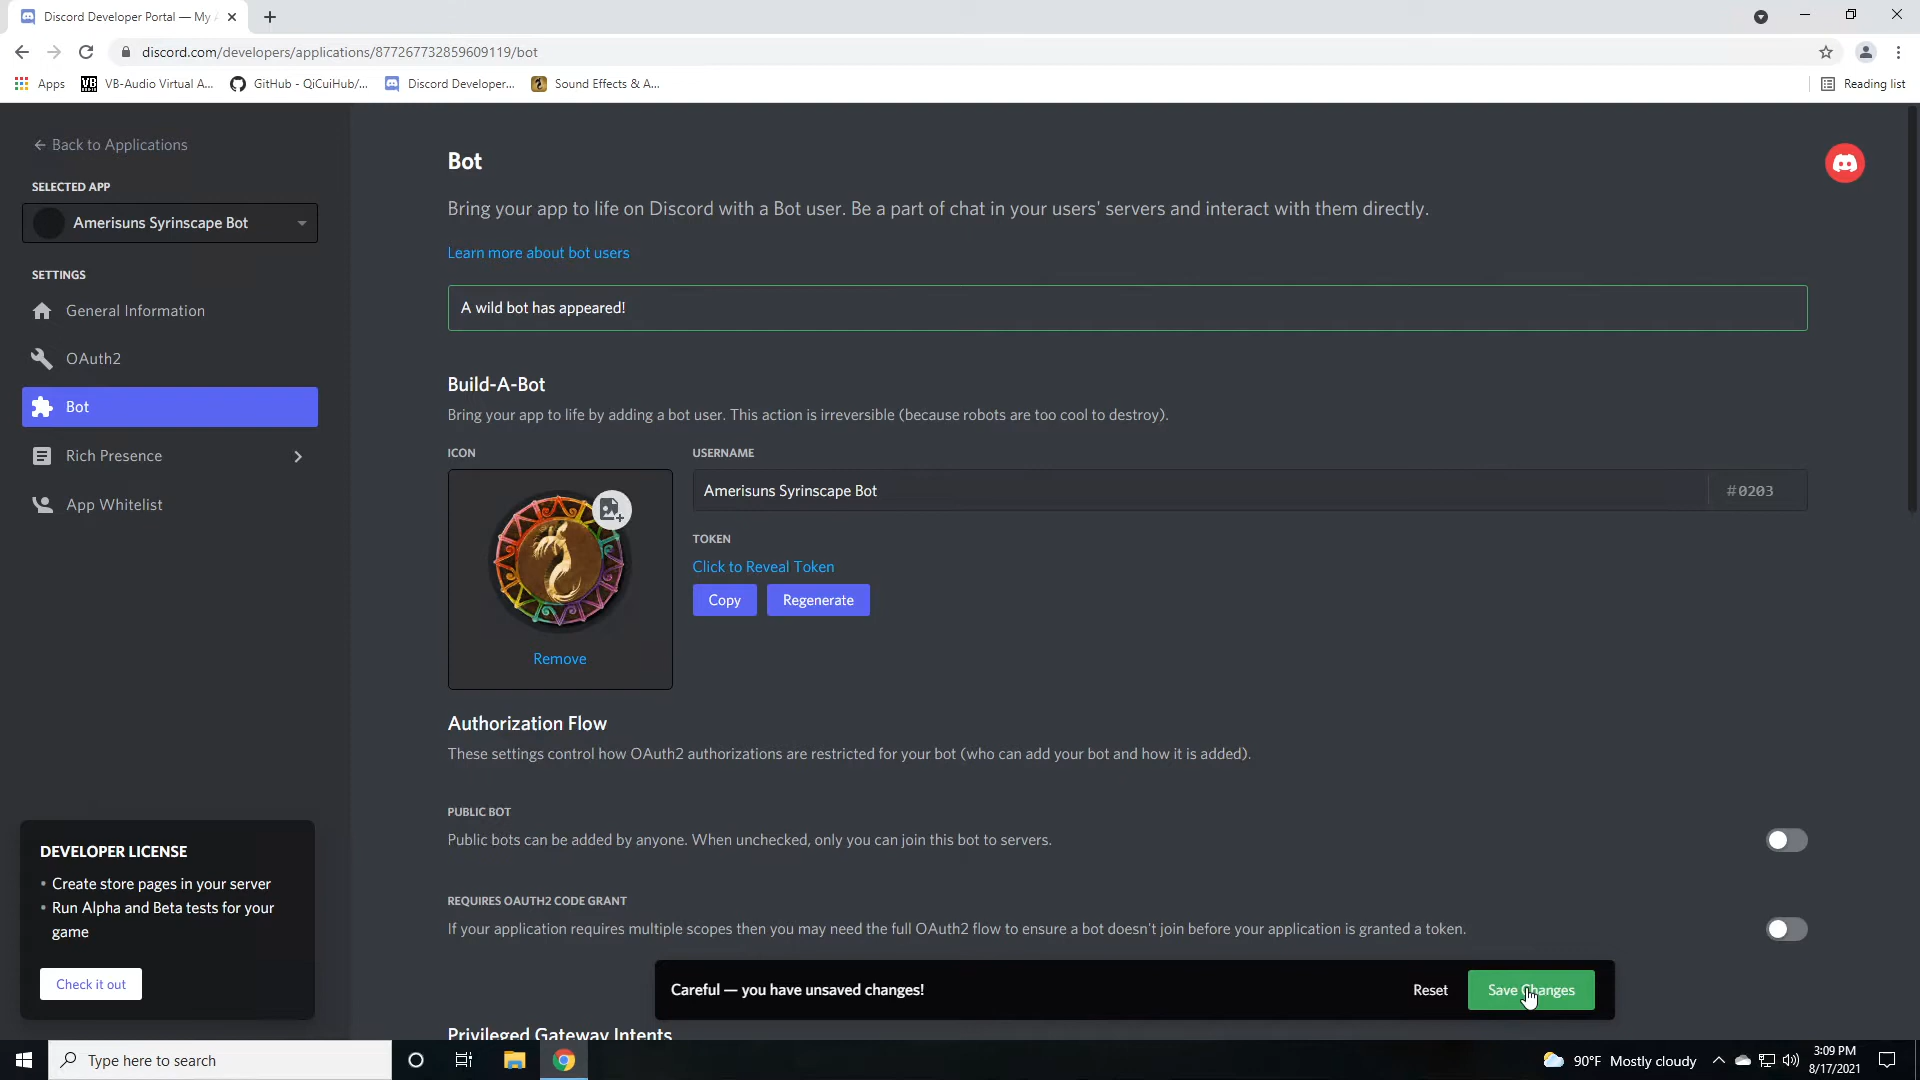 Discord Developer Portal — My A
discord.com/developers/applications/877267732859609119/bot
Apps
VB-Audio Virtual A...
GitHub - QiCuiHub/...
Discord Developer...
Sound Effects & A...
Reading list
← Back to Applications
SELECTED APP
Amerisuns Syrinscape Bot
SETTINGS
General Information
OAuth2
Bot
Rich Presence
App Whitelist
DEVELOPER LICENSE
• Create store pages in your server
• Run Alpha and Beta tests for your
game
Check it out
Bot
Bring your app to life on Discord with a Bot user. Be a part of chat in your users' servers and interact with them directly.
Learn more about bot users
A wild bot has appeared!
Build-A-Bot
Bring your app to life by adding a bot user. This action is irreversible (because robots are too cool to destroy).
ICON
Remove
USERNAME
Amerisuns Syrinscape Bot
#0203
TOKEN
Click to Reveal Token
Copy
Regenerate
Authorization Flow
These settings control how OAuth2 authorizations are restricted for your bot (who can add your bot and how it is added).
PUBLIC BOT
Public bots can be added by anyone. When unchecked, only you can join this bot to servers.
REQUIRES OAUTH2 CODE GRANT
If your application requires multiple scopes then you may need the full OAuth2 flow to ensure a bot doesn't join before your application is granted a token.
Careful — you have unsaved changes!
Reset
Save Changes
Privileged Gateway Intents
Type here to search
90°F Mostly cloudy
3:09 PM
8/17/2021